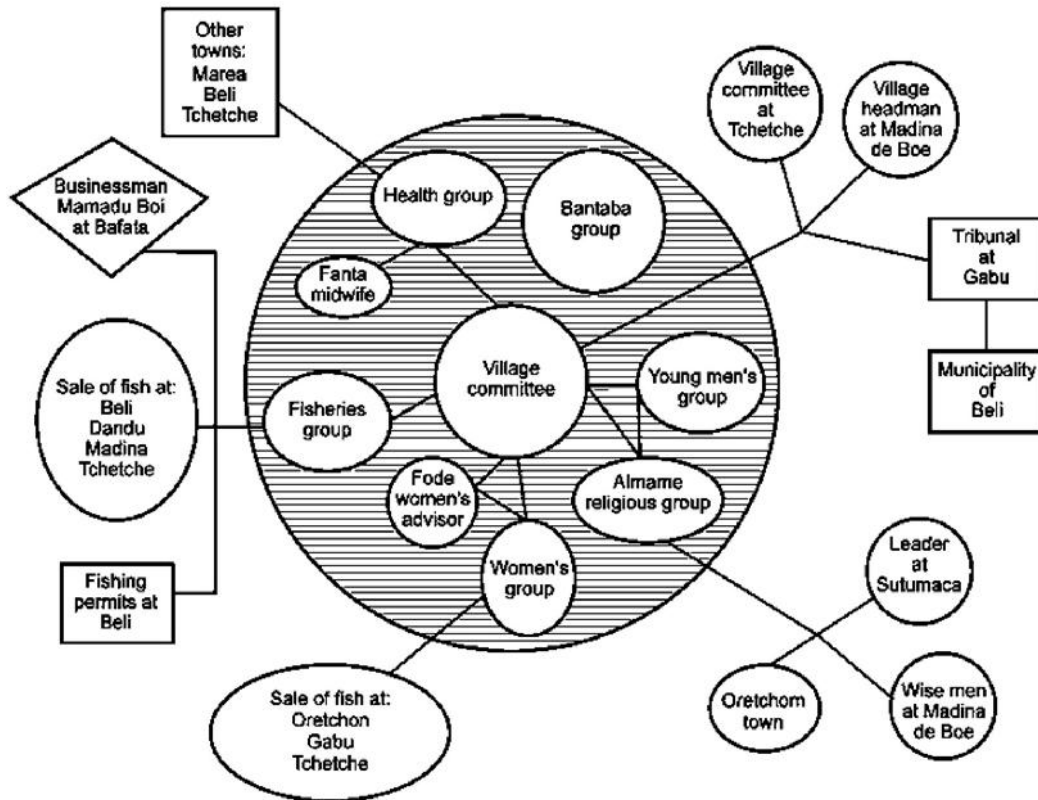 Other
towns:
Marea
Beli
Tchetche
Village
committee
at
Tchetche
Village
headman
at Madina
de Boe
Businessman
Mamadu Boi
at Bafata
Health group
Bantaba
group
Tribunal
at
Gabu
Fanta
midwife
Village
committee
Young men's
group
Municipality
of
Beli
Sale of fish at:
Beli
Dandu
Madina
Tchetche
Fisheries
group
Fode
women's
advisor
Almame
religious group
Women's
group
Leader
at
Sutumaca
Fishing
permits at
Beli
Oretchom
town
Wise men
at Madina
de Boe
Sale of fish at:
Oretchon
Gabu
Tchetche